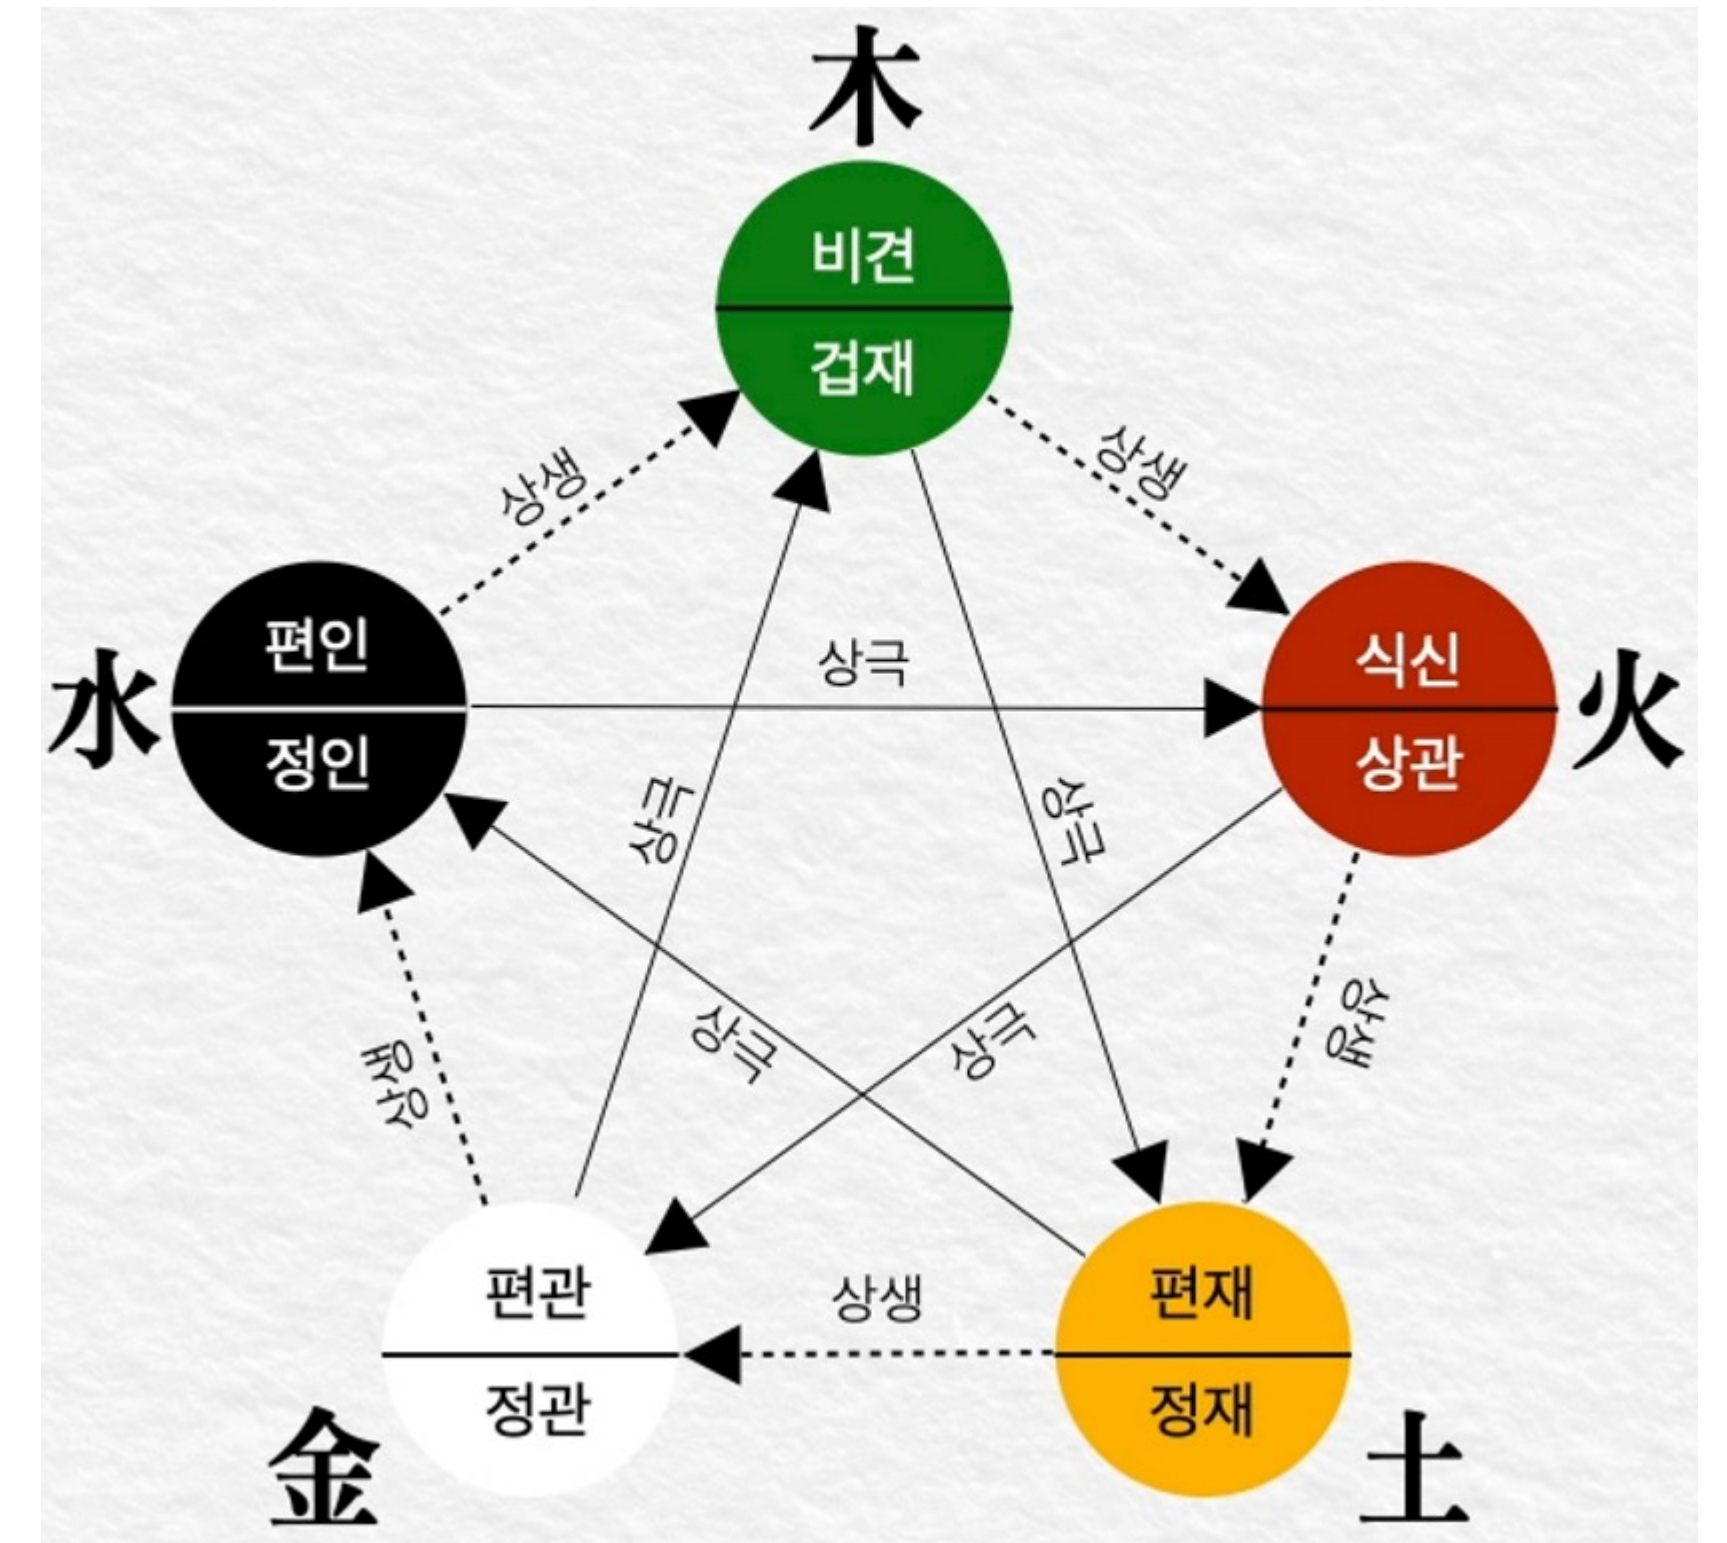 木
비견
겁재
상생
상생
水
편인
정인
상극
식신
상관
火
상극
상극
상극
상극
상생
상생
편관
정관
상생
편재
정재
金
土